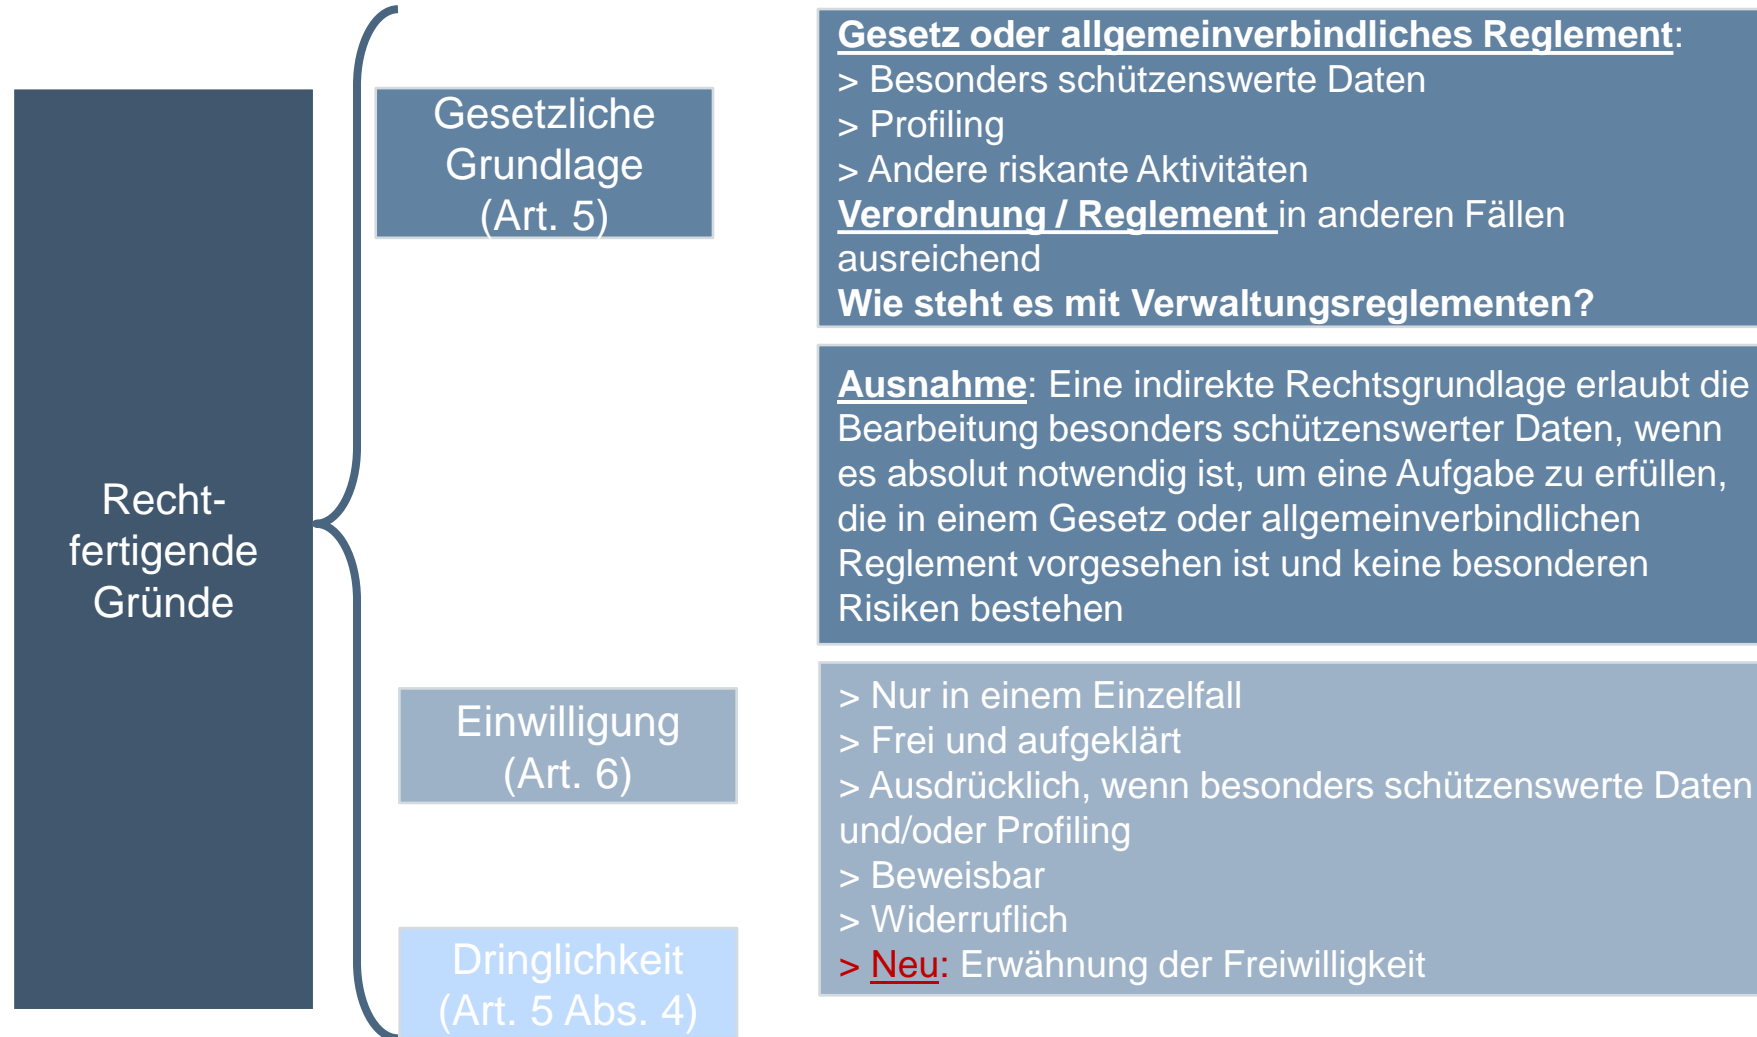 Recht-
fertigende
Gründe
Gesetzliche
Grundlage
(Art. 5)
Gesetz oder allgemeinverbindliches Reglement:
> Besonders schützenswerte Daten
> Profiling
> Andere riskante Aktivitäten
Verordnung / Reglement in anderen Fällen
ausreichend
Wie steht es mit Verwaltungsreglementen?
Ausnahme: Eine indirekte Rechtsgrundlage erlaubt die
Bearbeitung besonders schützenswerter Daten, wenn
es absolut notwendig ist, um eine Aufgabe zu erfüllen,
die in einem Gesetz oder allgemeinverbindlichen
Reglement vorgesehen ist und keine besonderen
Risiken bestehen
Einwilligung
(Art. 6)
> Nur in einem Einzelfall
> Frei und aufgeklärt
> Ausdrücklich, wenn besonders schützenswerte Daten
und/oder Profiling
> Beweisbar
> Widerruflich
> Neu: Erwähnung der Freiwilligkeit
Dringlichkeit
(Art. 5 Abs. 4)